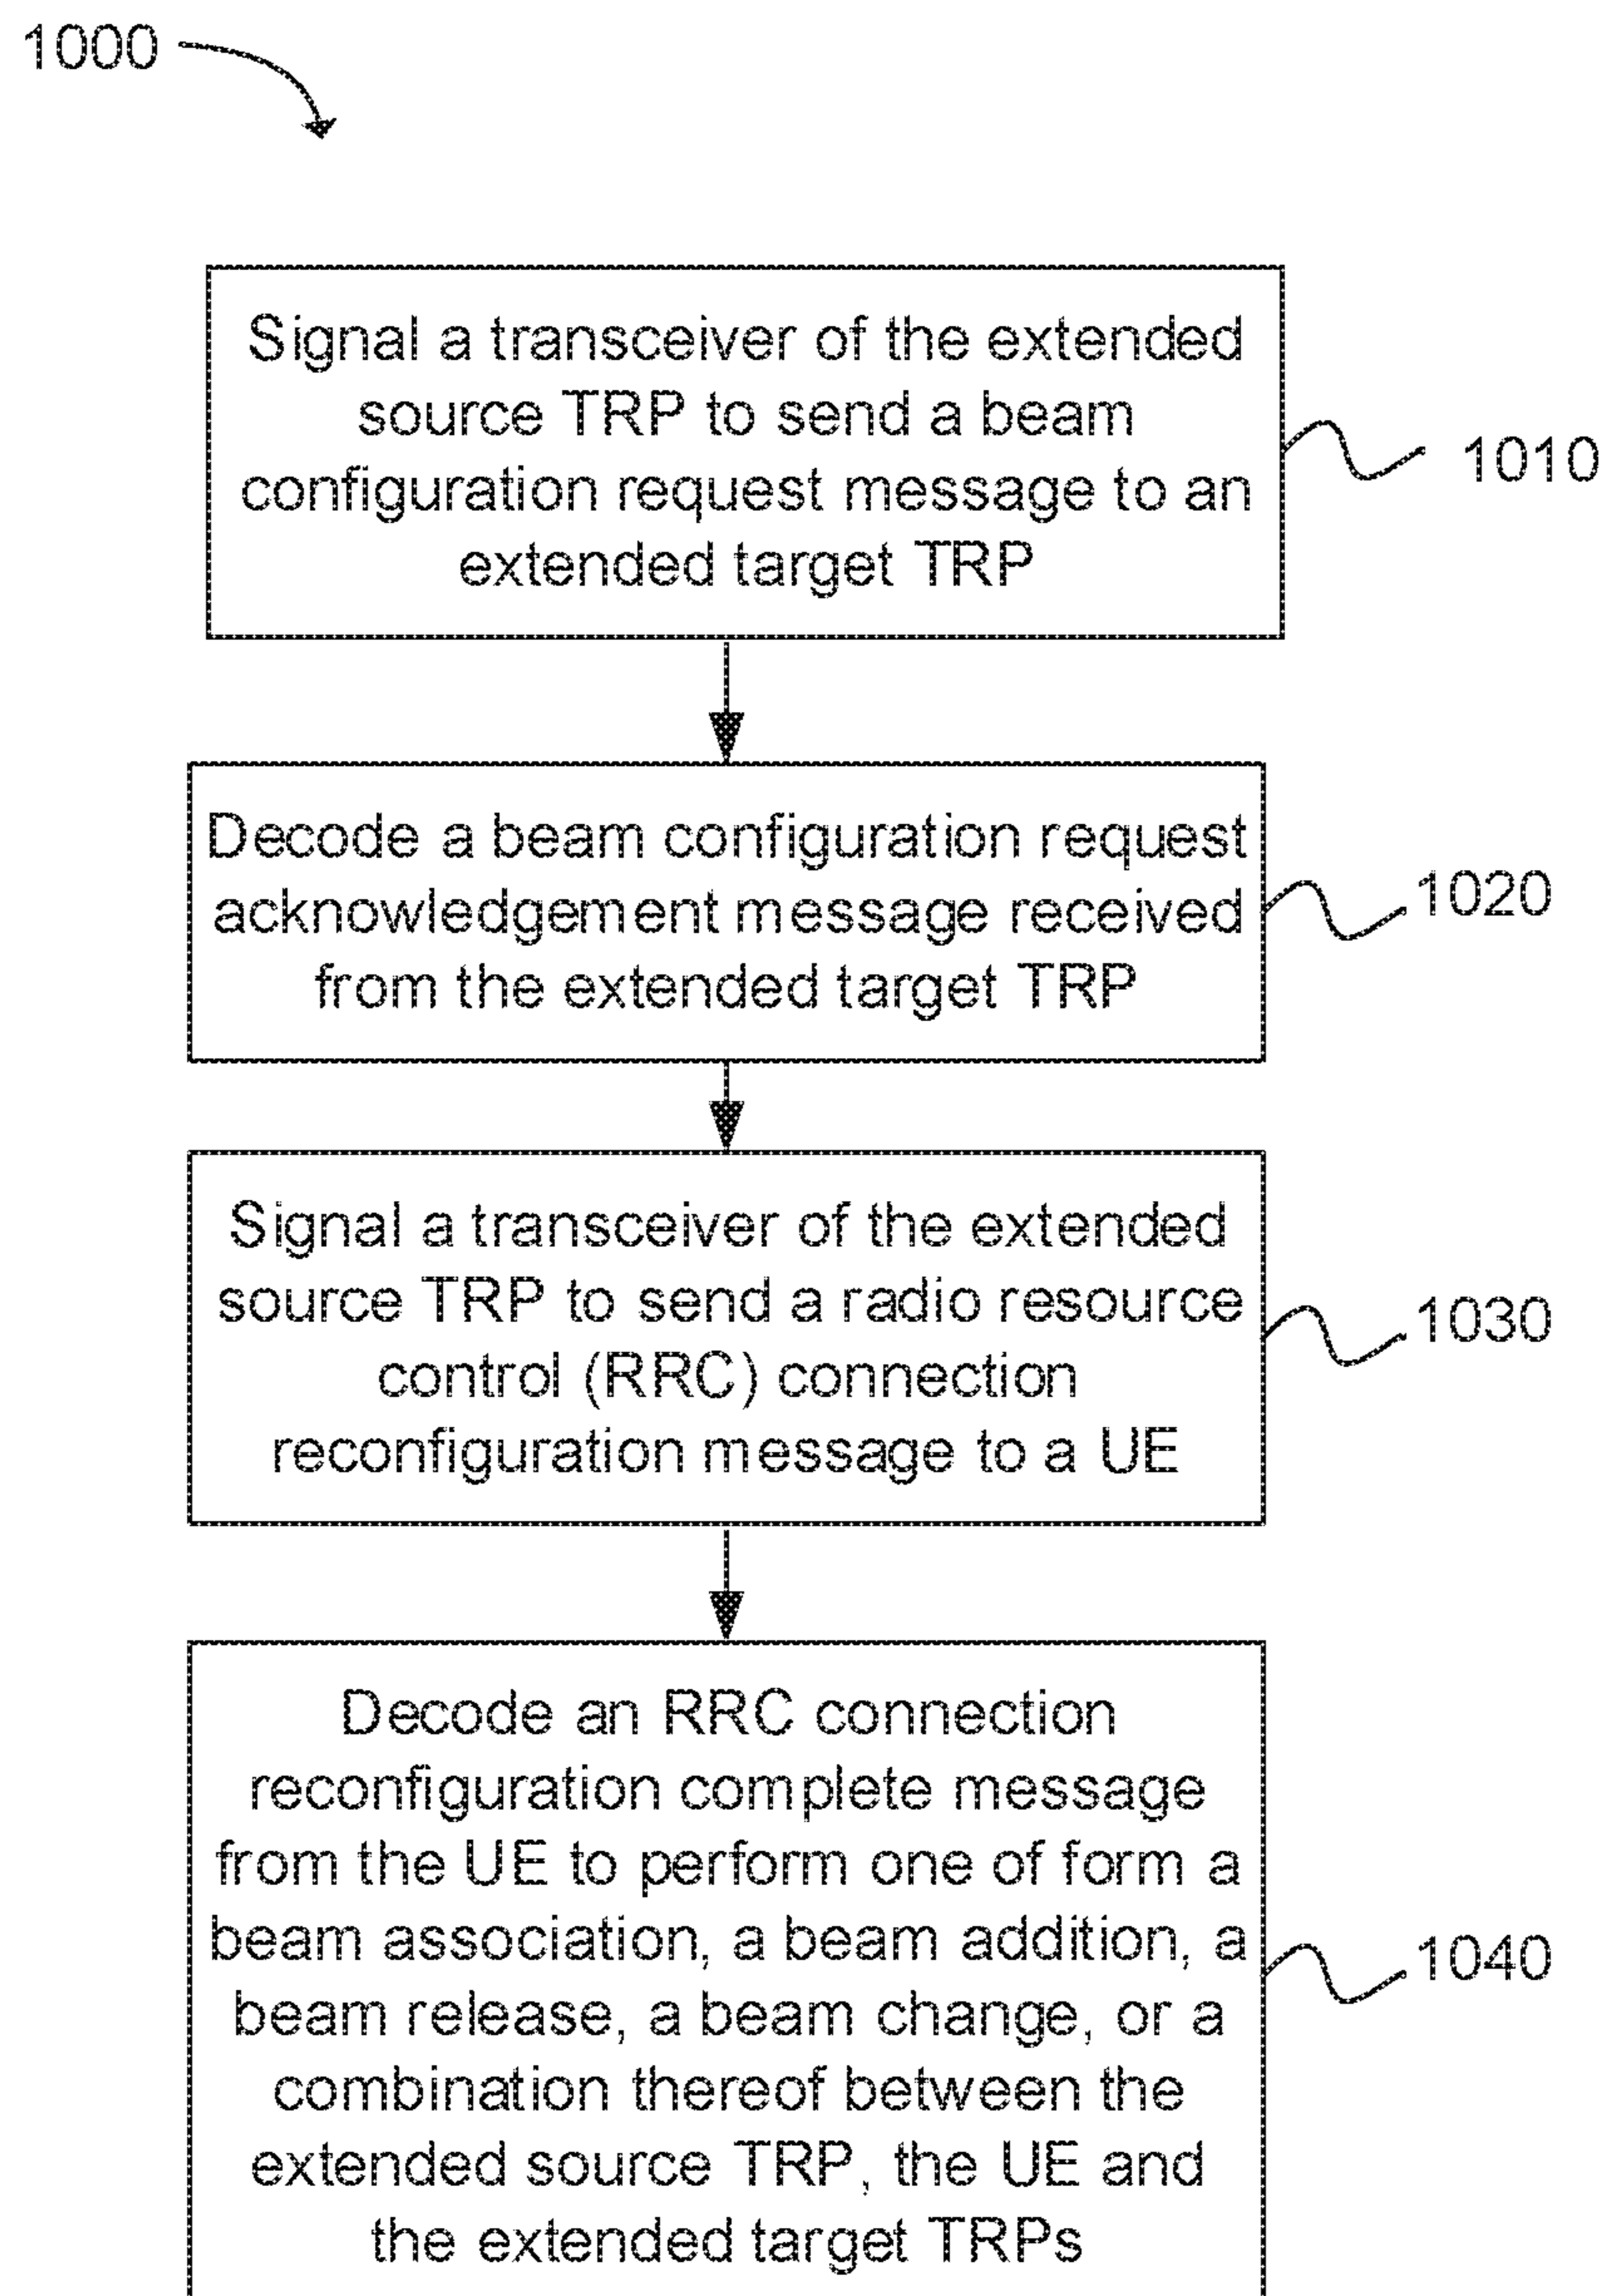 1000
Signal a transceiver of the extended
source TRP to send a beam
configuration request message to an
extended target TRP
1010
Decode a beam configuration request
acknowledgement message received
from the extended target TRP
1020
Signal a transceiver of the extended
source TRP to send a radio resource
control (RRC) connection
reconfiguration message to a UE
1030
Decode an RRC connection
reconfiguration complete message
from the UE to perform one of form a
beam association, a beam addition, a
beam release, a beam change, or a
combination thereof between the
extended source TRP, the UE and
the extended target TRPs
1040